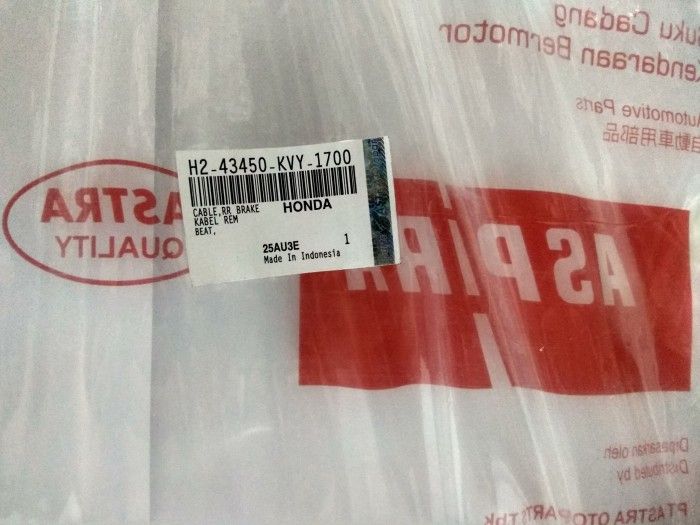 Suku Cadang
Kendaraan Bermotor
Automotive Parts
自動車用部品
H2-43450-KVY-1700
CABLE,RR BRAKE HONDA
KABEL REM
BEAT,
25AU3E 1
Made In Indonesia
ASTRA
QUALITY
ASPIRA
Dipasarkan oleh
Distributed by
PT ASTRA OTOPARTS Tbk